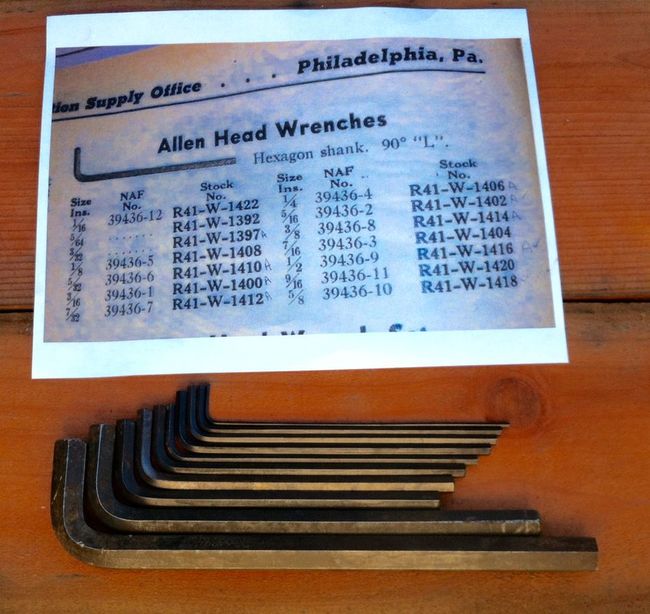 tion Supply Office . . . . Philadelphia, Pa.
Allen Head Wrenches
Hexagon shank. 90° "L".
Size Ins. NAF No. Stock No. Size Ins. NAF No. Stock No.
1/16 39436-12 R41-W-1422 1/4 39436-4 R41-W-1406 A
5/64 ....... R41-W-1392 5/16 39436-2 R41-W-1402 A
3/32 ....... R41-W-1397 A 3/8 39436-8 R41-W-1414 A
1/8 39436-5 R41-W-1408 7/16 39436-3 R41-W-1404
5/32 39436-6 R41-W-1410 A 1/2 39436-9 R41-W-1416 A
3/16 39436-1 R41-W-1400 A 9/16 39436-11 R41-W-1420
7/32 39436-7 R41-W-1412 A 5/8 39436-10 R41-W-1418